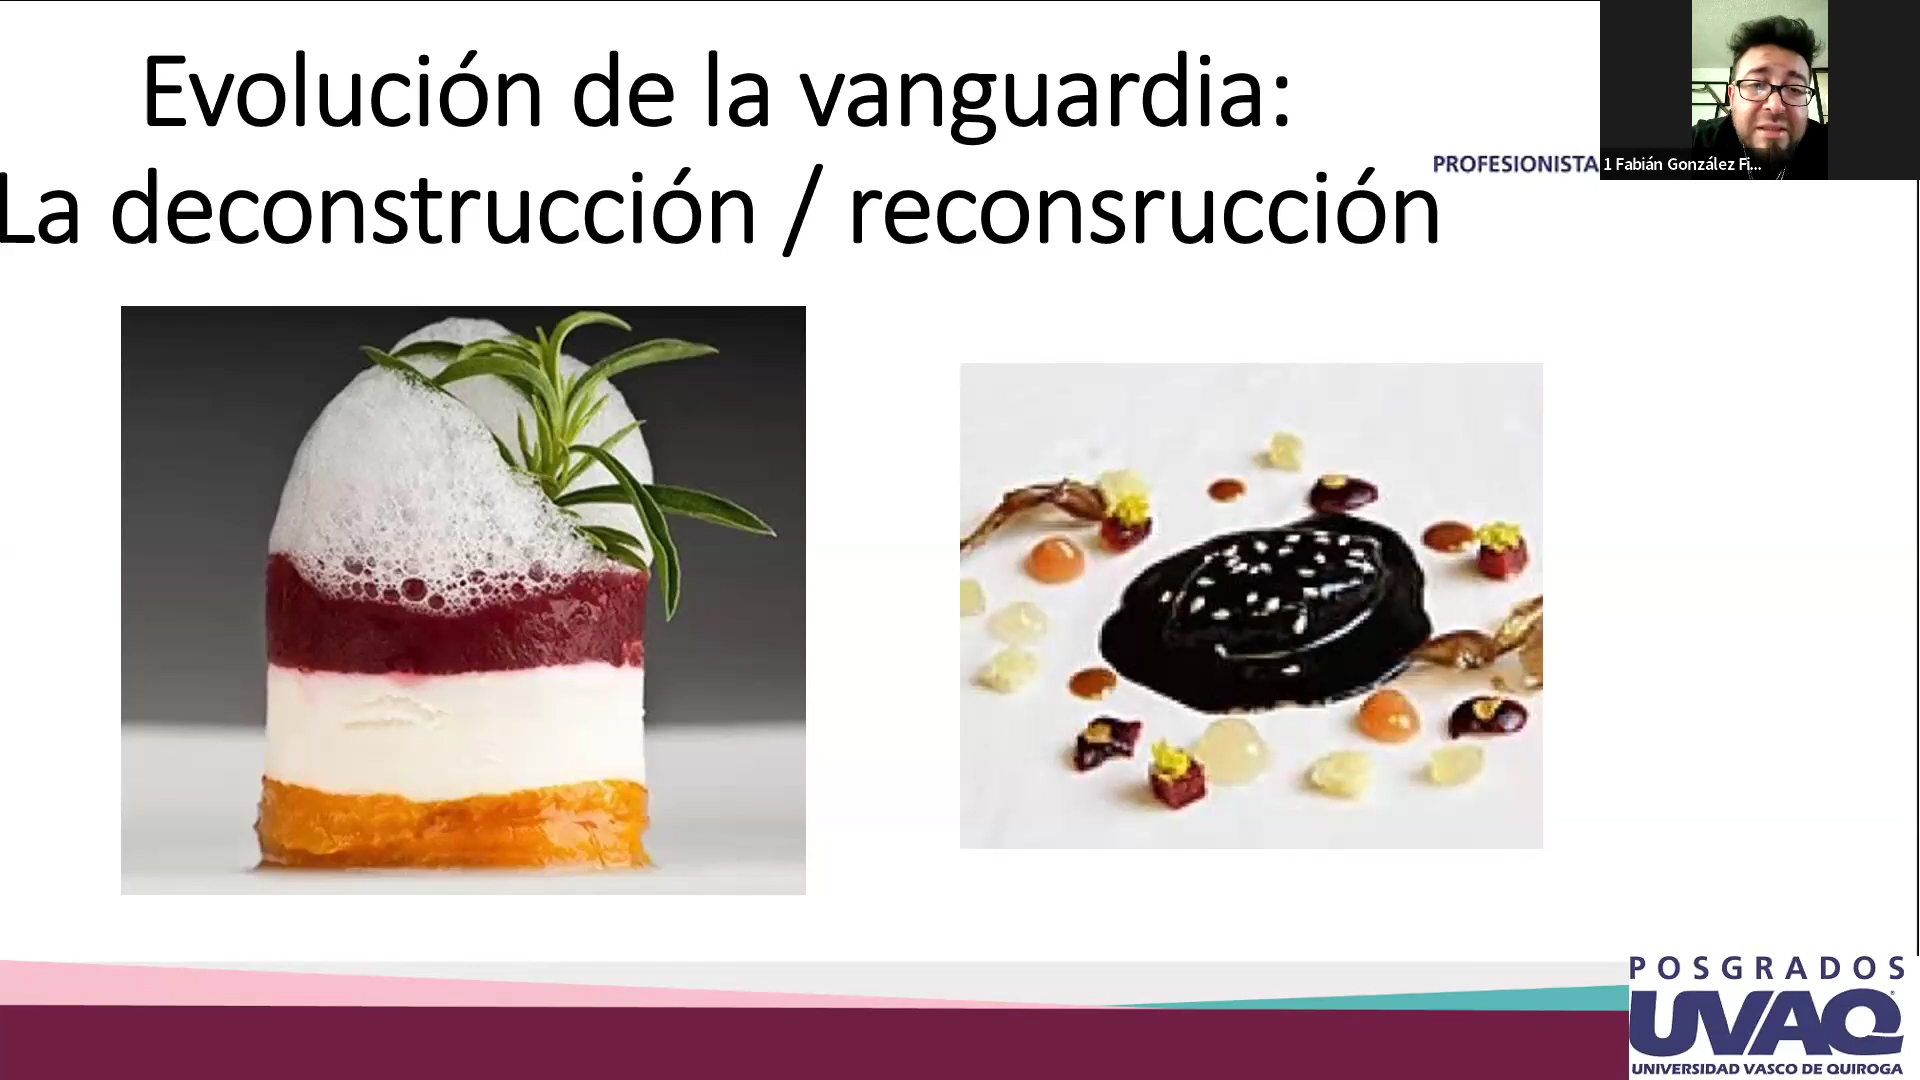 Evolución de la vanguardia:
La deconstrucción / reconsrucción
PROFESIONISTA
1 Fabián González Fi...
POSGRADOS
UVAQ
UNIVERSIDAD VASCO DE QUIROGA